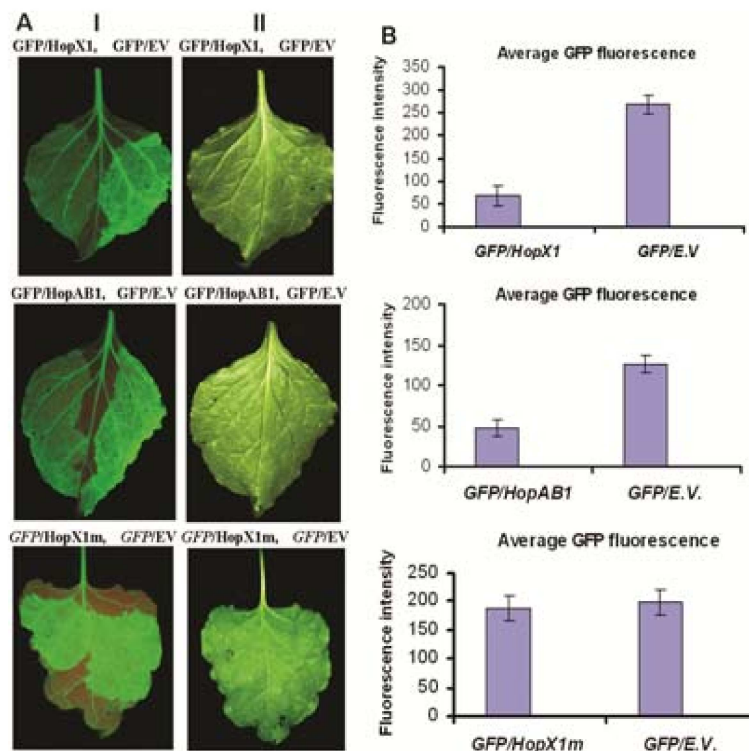 A I II
GFP/HopX1, GFP/EV GFP/HopX1, GFP/EV
GFP/HopAB1, GFP/E.V GFP/HopAB1, GFP/E.V
GFP/HopX1m, GFP/EV GFP/HopX1m, GFP/EV
B
Average GFP fluorescence
Fluorescence intensity
350
300
250
200
150
100
50
0
GFP/HopX1 GFP/E.V
Average GFP fluorescence
Fluorescence intensity
200
150
100
50
0
GFP/HopAB1 GFP/E.V.
Average GFP fluorescence
Fluorescence intensity
250
200
150
100
50
0
GFP/HopX1m GFP/E.V.